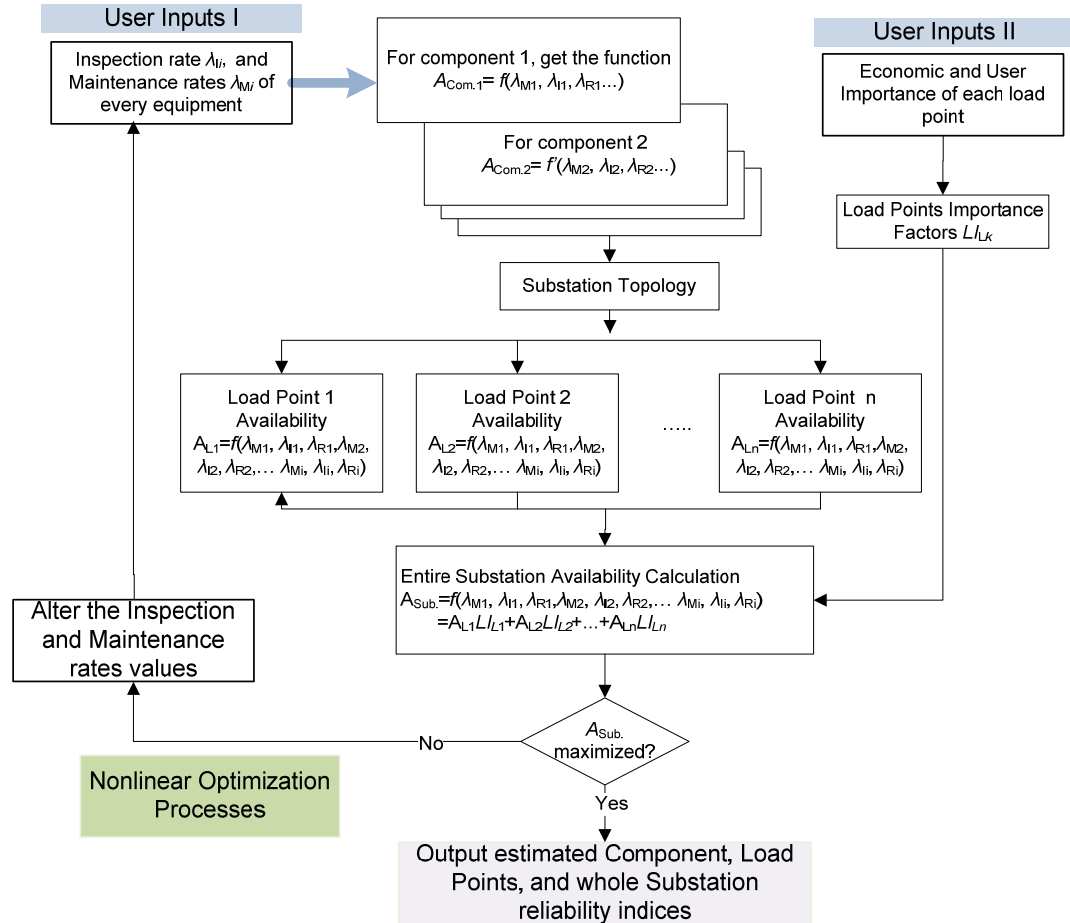 User Inputs I
Inspection rate λIi, and
Maintenance rates λMi of
every equipment
For component 1, get the function
ACom.1= f(λM1, λI1, λR1...)
For component 2
ACom.2= f'(λM2, λI2, λR2...)
User Inputs II
Economic and User
Importance of each load
point
Load Points Importance
Factors LILk
Substation Topology
Load Point 1
Availability
AL1=f(λM1, λI1, λR1,λM2,
λI2, λR2,… λMi, λIi, λRi)
Load Point 2
Availability
AL2=f(λM1, λI1, λR1,λM2,
λI2, λR2,… λMi, λIi, λRi)
…..
Load Point n
Availability
ALn=f(λM1, λI1, λR1,λM2,
λI2, λR2,… λMi, λIi, λRi)
Entire Substation Availability Calculation
ASub.=f(λM1, λI1, λR1,λM2, λI2, λR2,… λMi, λIi, λRi)
=AL1LIL1+AL2LIL2+…+ALnLILn
Alter the Inspection
and Maintenance
rates values
ASub.
maximized?
No
Yes
Nonlinear Optimization
Processes
Output estimated Component, Load
Points, and whole Substation
reliability indices